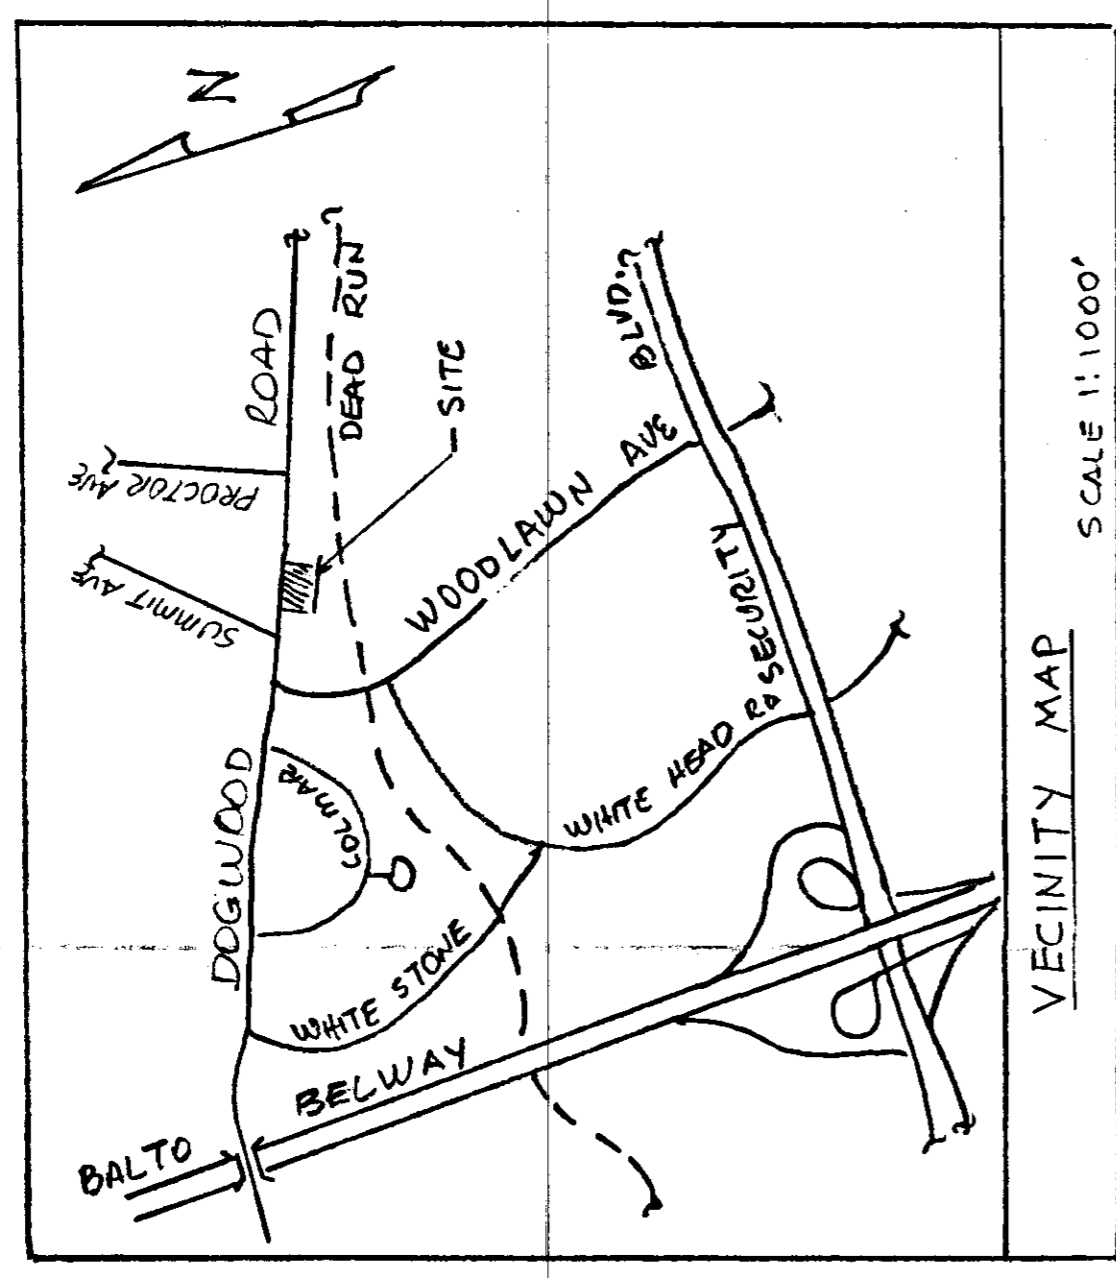 N
ROAD
DEAD RUN
SITE
PROCTOR AVE
SUMMIT AVE
WOODLAWN AVE
BLVD.
SECURITY
WHITE HEAD RD
DOGWOOD
COLMAR
WHITE STONE
BALTO
BELWAY
VECINITY MAP
SCALE 1":1000'